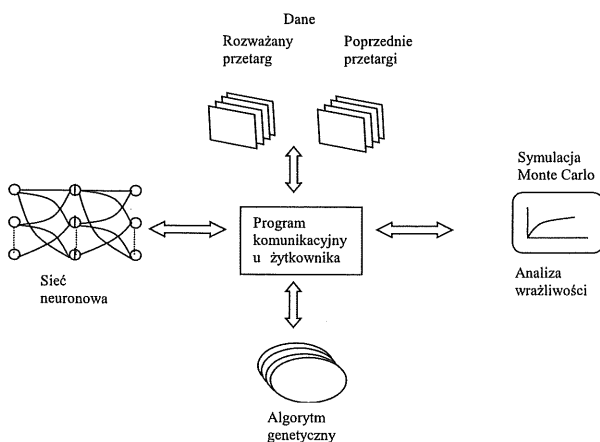 Dane
Rozważany
przetarg
Poprzednie
przetargi
Symulacja
Monte Carlo
Program
komunikacyjny
u żytkownika
Sieć
neuronowa
Analiza
wrażliwości
Algorytm
genetyczny